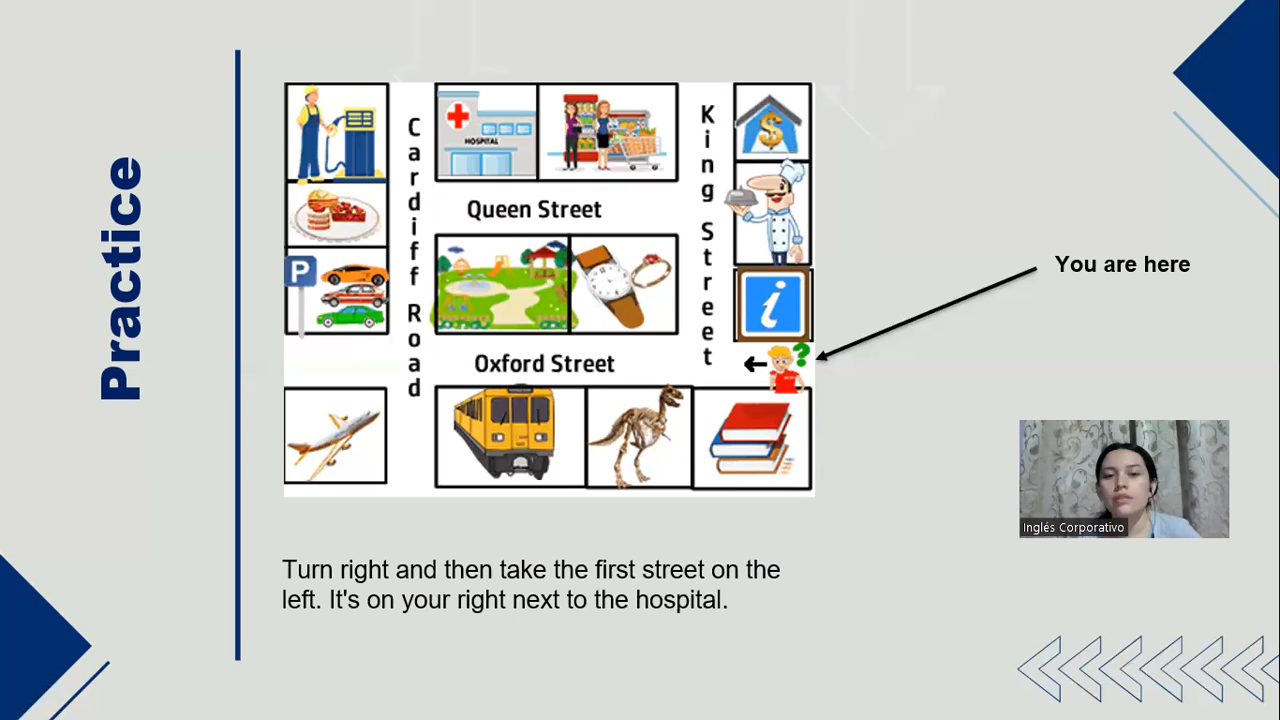 Practice
Cardiff Road
HOSPITAL
King Street
$
Queen Street
P
i
You are here
Oxford Street
?
Inglés Corporativo
Turn right and then take the first street on the
left. It's on your right next to the hospital.